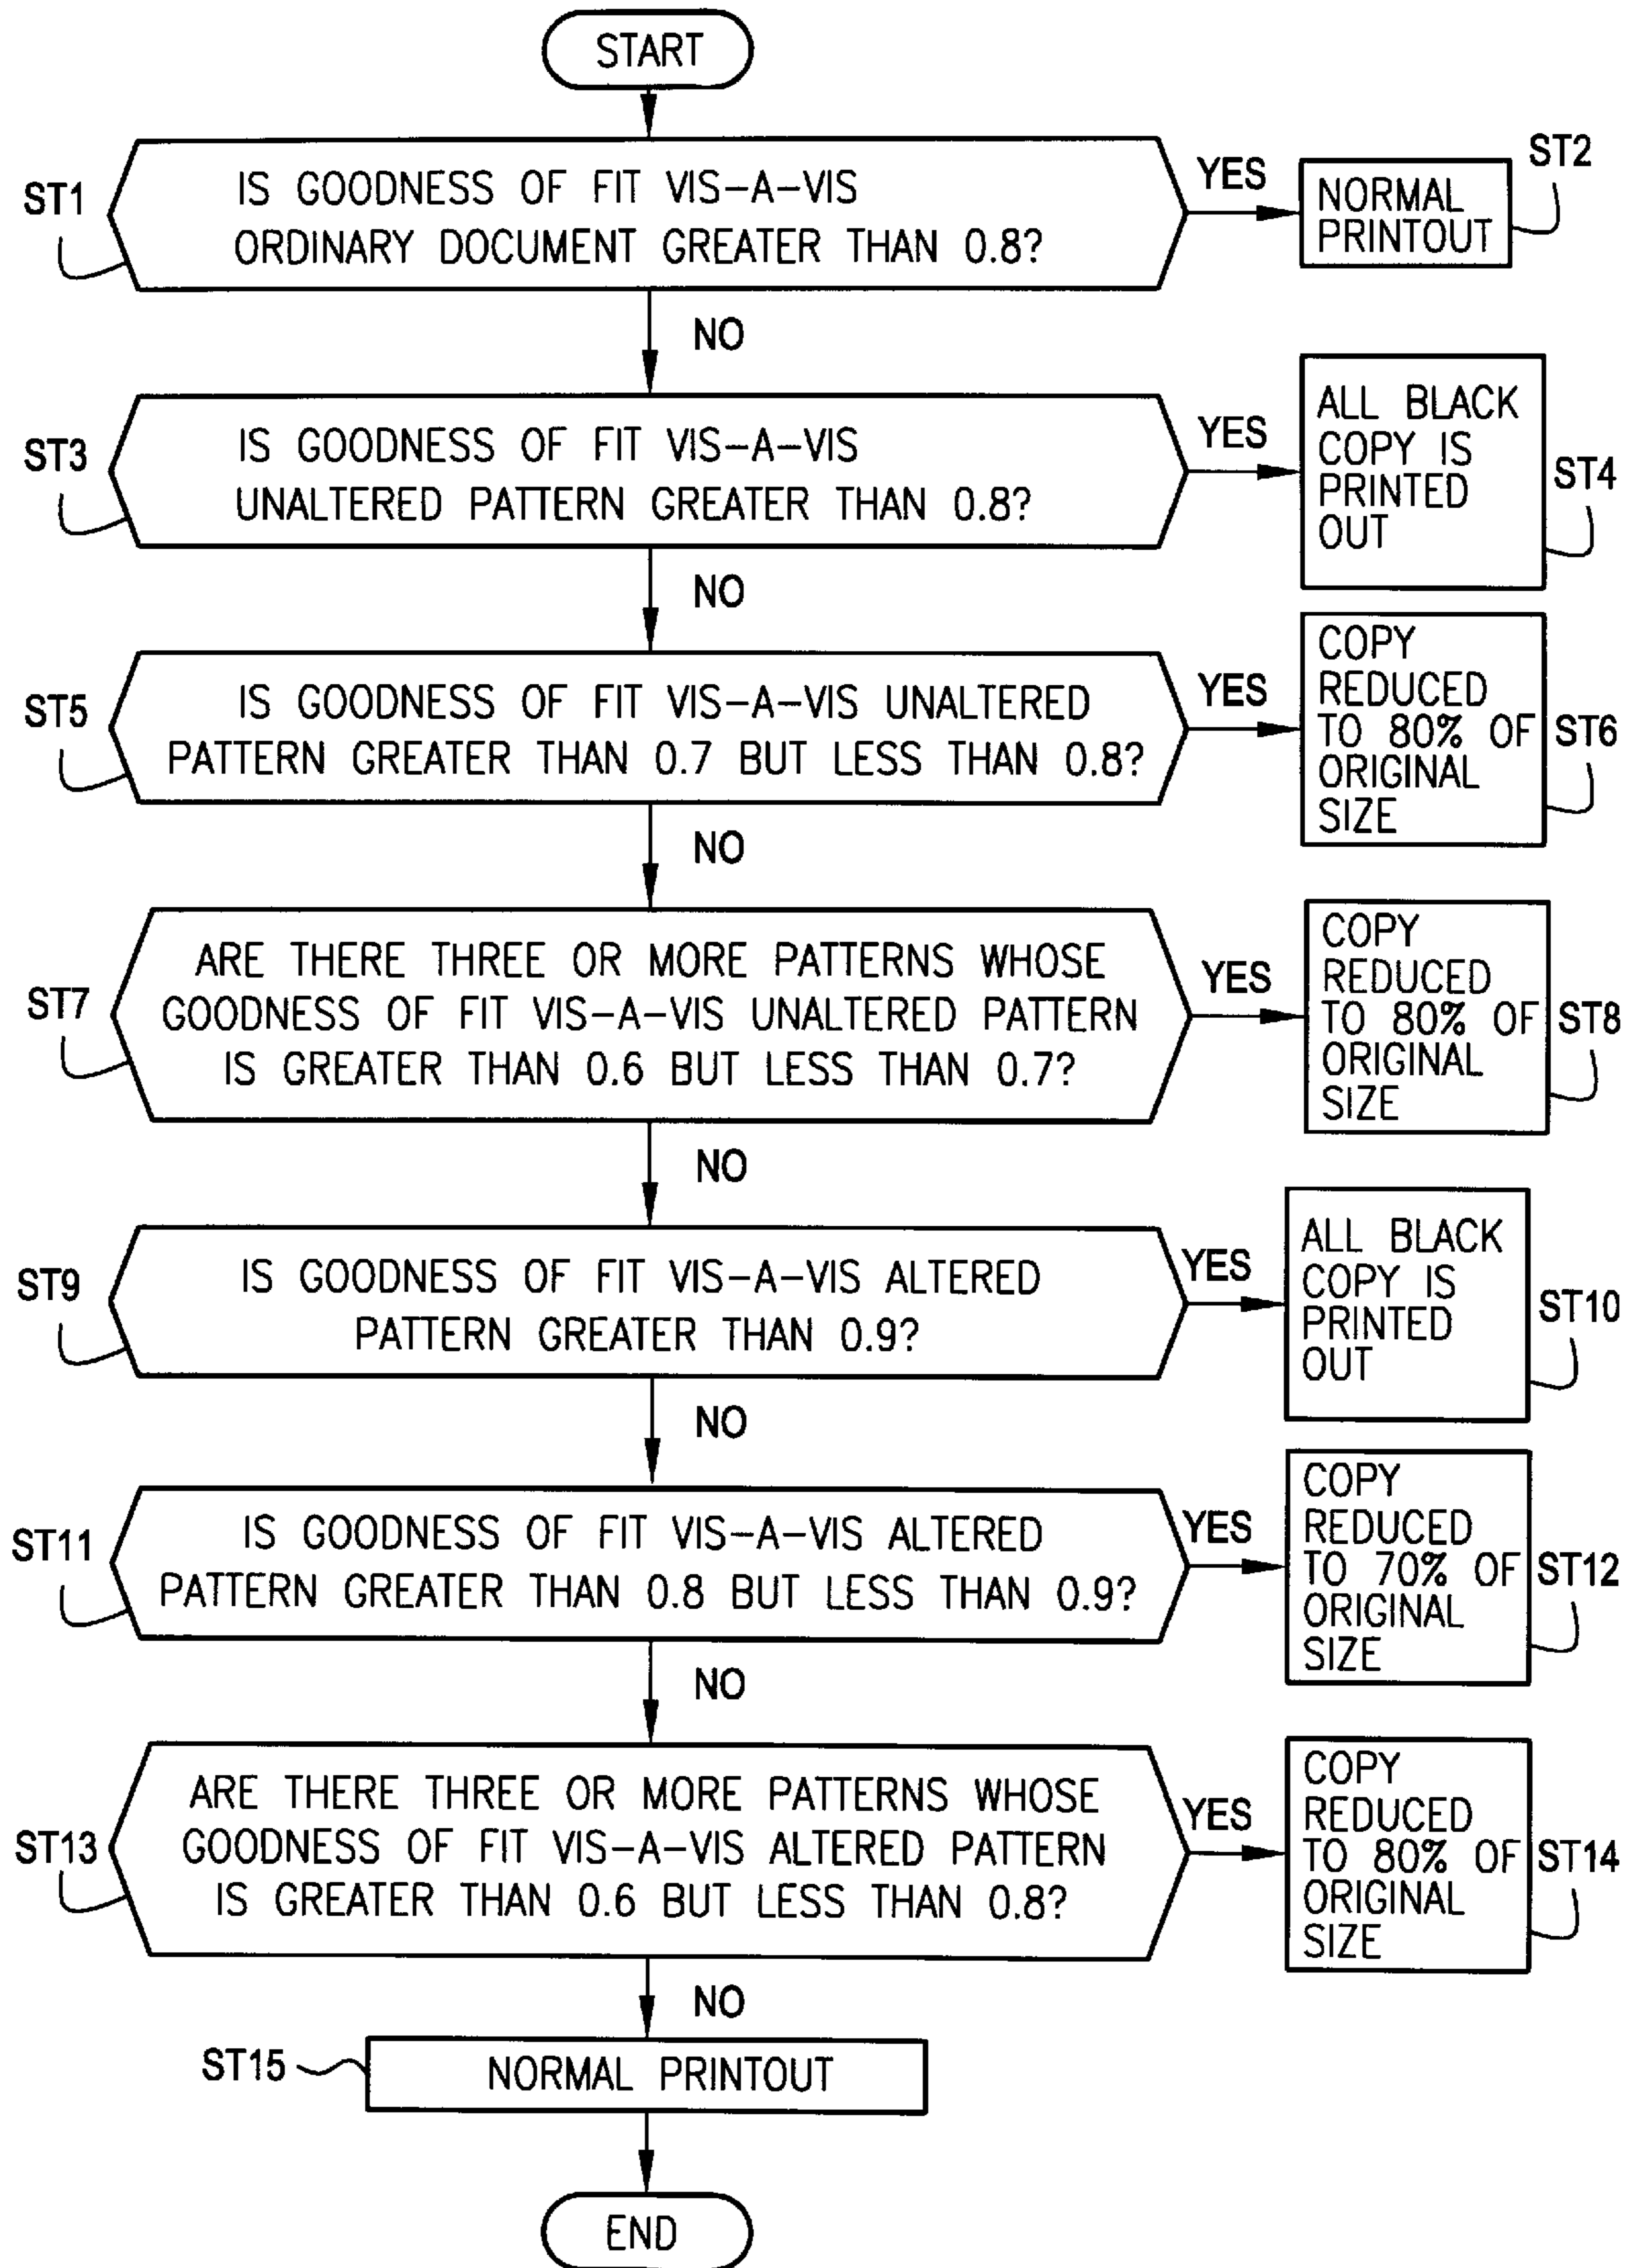 START
ST1
IS GOODNESS OF FIT VIS-A-VIS
ORDINARY DOCUMENT GREATER THAN 0.8?
YES
NORMAL
PRINTOUT
ST2
NO
ST3
IS GOODNESS OF FIT VIS-A-VIS
UNALTERED PATTERN GREATER THAN 0.8?
YES
ALL BLACK
COPY IS
PRINTED
OUT
ST4
NO
ST5
IS GOODNESS OF FIT VIS-A-VIS UNALTERED
PATTERN GREATER THAN 0.7 BUT LESS THAN 0.8?
YES
COPY
REDUCED
TO 80% OF
ORIGINAL
SIZE
ST6
NO
ST7
ARE THERE THREE OR MORE PATTERNS WHOSE
GOODNESS OF FIT VIS-A-VIS UNALTERED PATTERN
IS GREATER THAN 0.6 BUT LESS THAN 0.7?
YES
COPY
REDUCED
TO 80% OF
ORIGINAL
SIZE
ST8
NO
ST9
IS GOODNESS OF FIT VIS-A-VIS ALTERED
PATTERN GREATER THAN 0.9?
YES
ALL BLACK
COPY IS
PRINTED
OUT
ST10
NO
ST11
IS GOODNESS OF FIT VIS-A-VIS ALTERED
PATTERN GREATER THAN 0.8 BUT LESS THAN 0.9?
YES
COPY
REDUCED
TO 70% OF
ORIGINAL
SIZE
ST12
NO
ST13
ARE THERE THREE OR MORE PATTERNS WHOSE
GOODNESS OF FIT VIS-A-VIS ALTERED PATTERN
IS GREATER THAN 0.6 BUT LESS THAN 0.8?
YES
COPY
REDUCED
TO 80% OF
ORIGINAL
SIZE
ST14
NO
ST15
NORMAL PRINTOUT
END